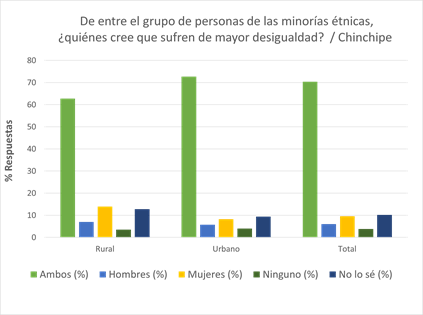 De entre el grupo de personas de las minorías étnicas,
¿quiénes cree que sufren de mayor desigualdad? / Chinchipe
% Respuestas
80
70
60
50
40
30
20
10
0
Rural
Urbano
Total
Ambos (%)
Hombres (%)
Mujeres (%)
Ninguno (%)
No lo sé (%)